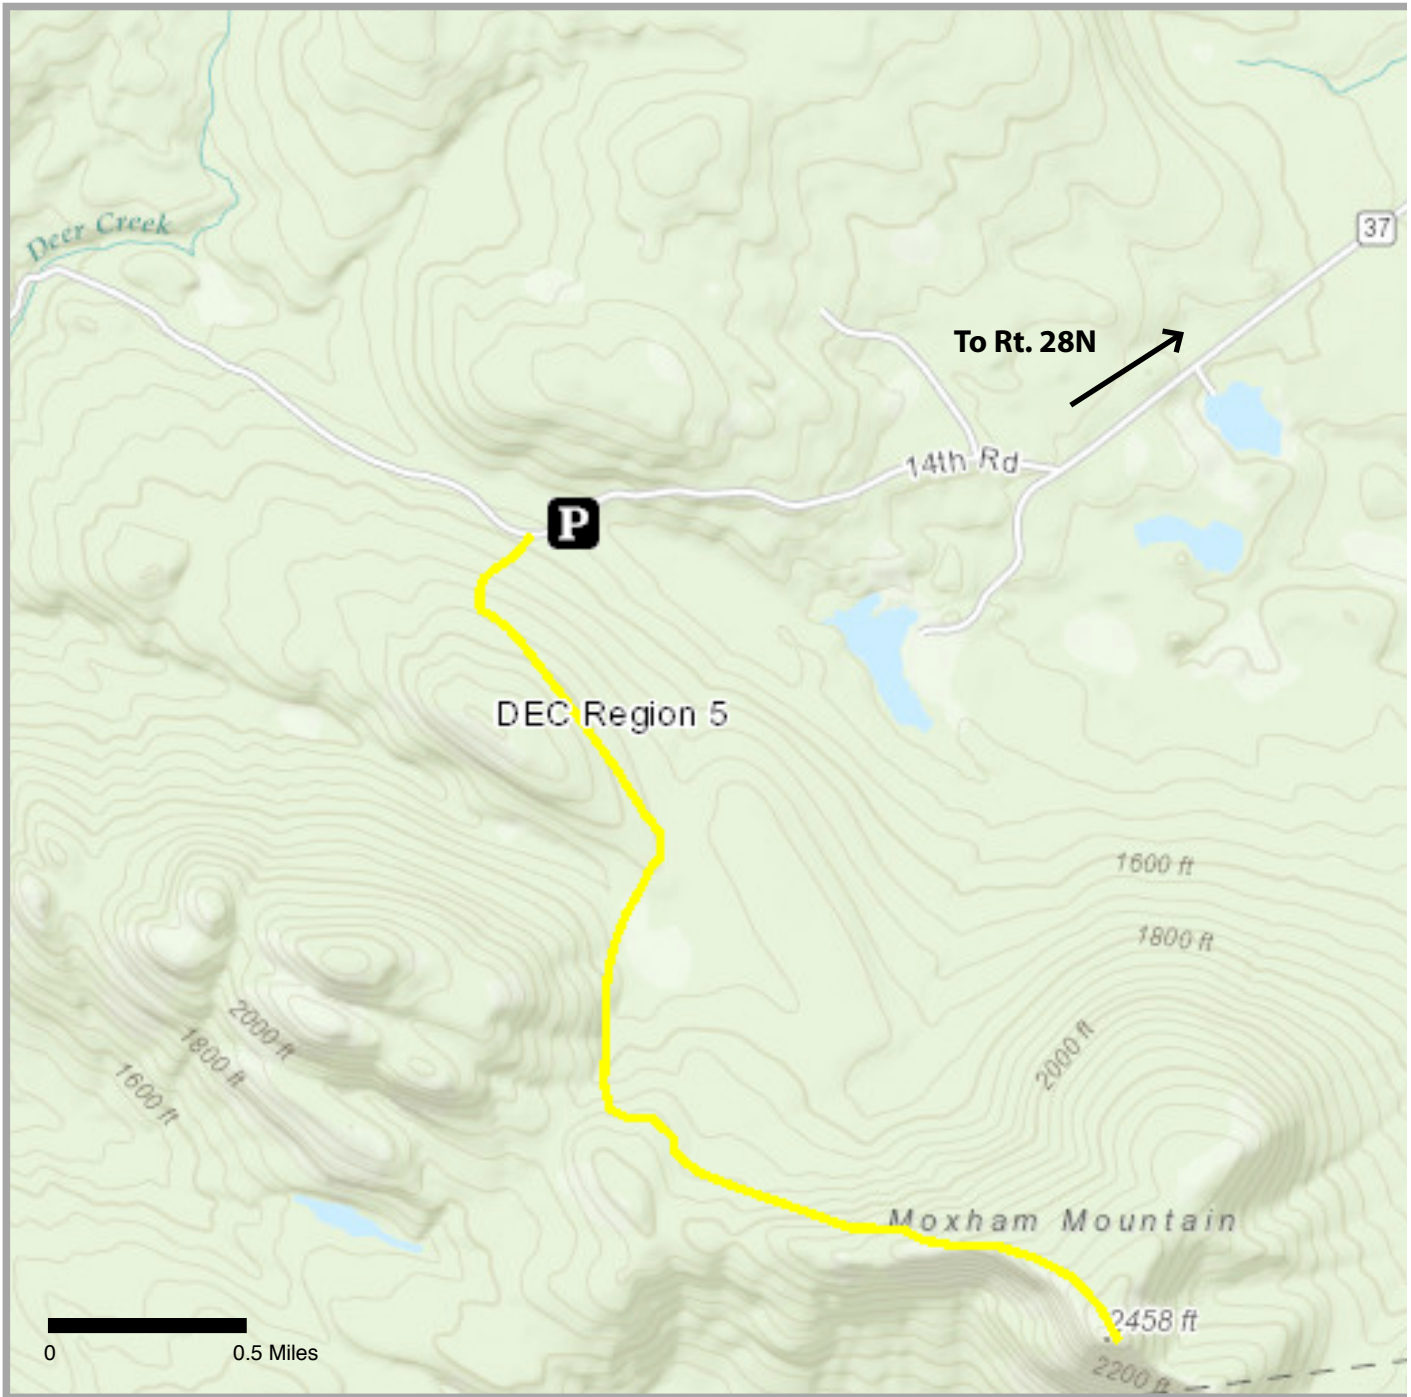 Deer Creek
37
To Rt. 28N
14th Rd
P
DEC Region 5
1600 ft
1800 ft
2000 ft
2000 ft
1800 ft
1600 ft
Moxham Mountain
2458 ft
2200 ft
0
0.5 Miles